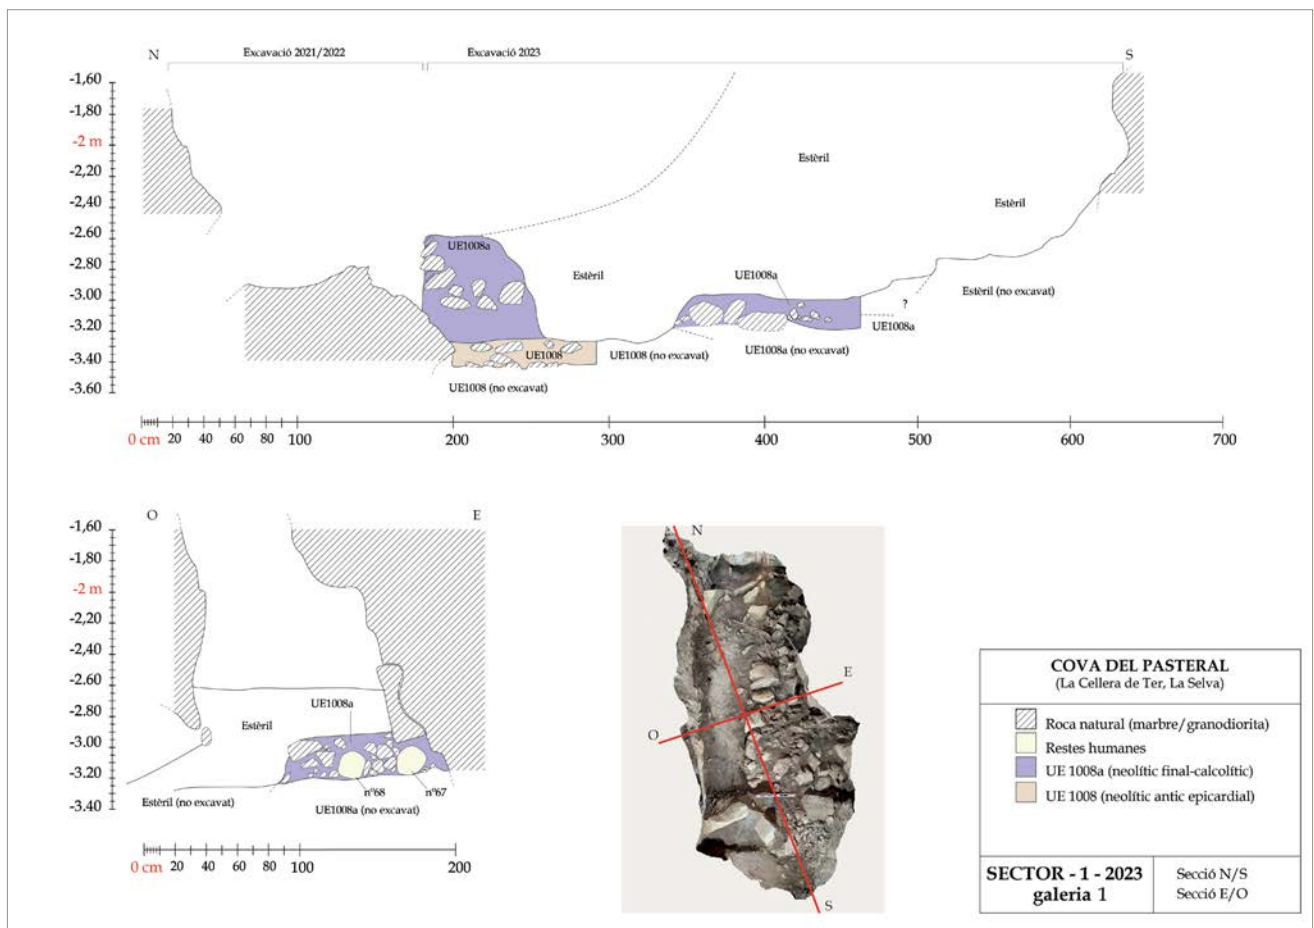 N
Excavació 2021/2022
Excavació 2023
S
-1,60
-1,80
-2 m
-2,20
-2,40
-2.60
-2.80
-3.00
-3.20
-3.40
-3.60
Estèril
Estèril
UE1008a
Estèril
UE1008a
Estèril (no excavat)
?
UE1008a
UE1008
UE1008 (no excavat)
UE1008a (no excavat)
UE1008 (no excavat)
0 cm 20 40 60 80 100 200 300 400 500 600 700
O
E
-1,60
-1,80
-2 m
-2,20
-2,40
-2.60
-2.80
-3.00
-3.20
-3.40
UE1008a
Estèril
nº68
nº67
Estèril (no excavat)
UE1008a (no excavat)
0 cm 20 40 60 80 100 200
N
E
O
S
COVA DEL PASTERAL
(La Cellera de Ter, La Selva)
Roca natural (marbre/granodiorita)
Restes humanes
UE 1008a (neolític final-calcolític)
UE 1008 (neolític antic epicardial)
SECTOR - 1 - 2023
galeria 1
Secció N/S
Secció E/O